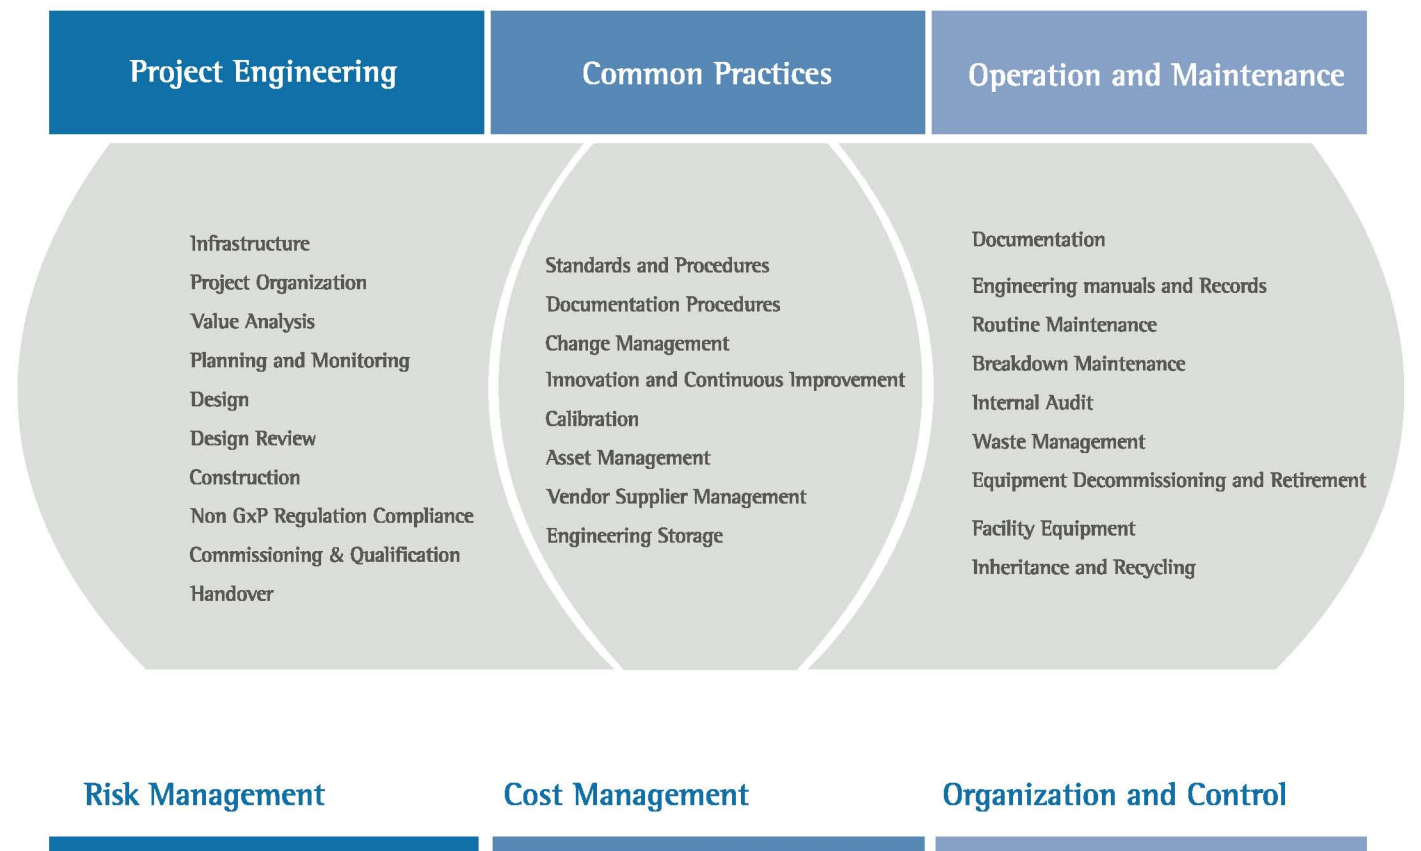 Project Engineering
Common Practices
Operation and Maintenance
Infrastructure
Project Organization
Value Analysis
Planning and Monitoring
Design
Design Review
Construction
Non GxP Regulation Compliance
Commissioning & Qualification
Handover
Standards and Procedures
Documentation Procedures
Change Management
Innovation and Continuous Improvement
Calibration
Asset Management
Vendor Supplier Management
Engineering Storage
Documentation
Engineering manuals and Records
Routine Maintenance
Breakdown Maintenance
Internal Audit
Waste Management
Equipment Decommissioning and Retirement
Facility Equipment
Inheritance and Recycling
Risk Management
Cost Management
Organization and Control